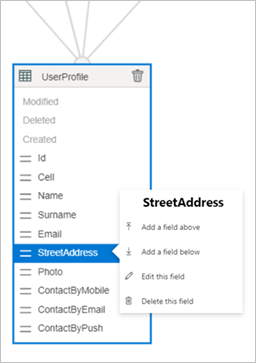 UserProfile
Modified
Deleted
Created
Id
Cell
Name
Surname
Email
StreetAddress
Photo
ContactByMobile
ContactByEmail
ContactByPush
StreetAddress
Add a field above
Add a field below
Edit this field
Delete this field